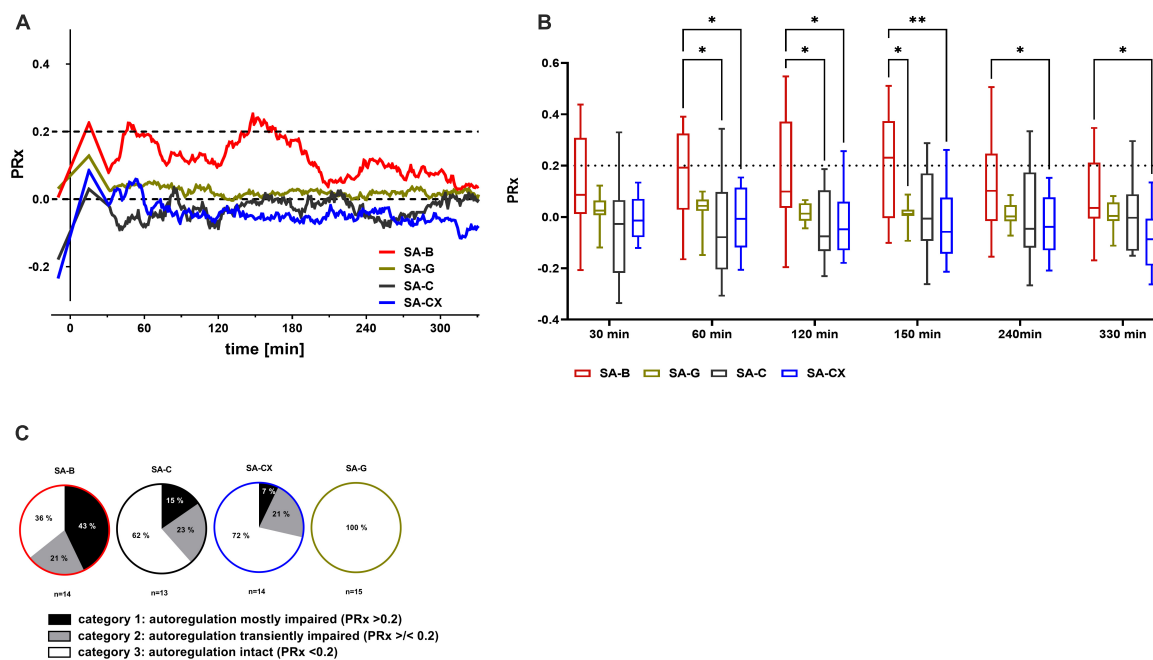 A
PRx
0.4
0.2
0.0
-0.2
0
60
120
180
240
300
time [min]
SA-B
SA-G
SA-C
SA-CX
B
*
*
**
*
*
*
*
*
PRx
0.6
0.4
0.2
0.0
-0.2
-0.4
30 min
60 min
120 min
150 min
240min
330 min
SA-B SA-G SA-C SA-CX
C
SA-B SA-C SA-CX SA-G
36 %
43 %
21 %
15 %
23 %
62 %
7 %
21 %
72 %
100 %
n=14 n=13 n=14 n=15
category 1: autoregulation mostly impaired (PRx >0.2)
category 2: autoregulation transiently impaired (PRx >/< 0.2)
category 3: autoregulation intact (PRx <0.2)